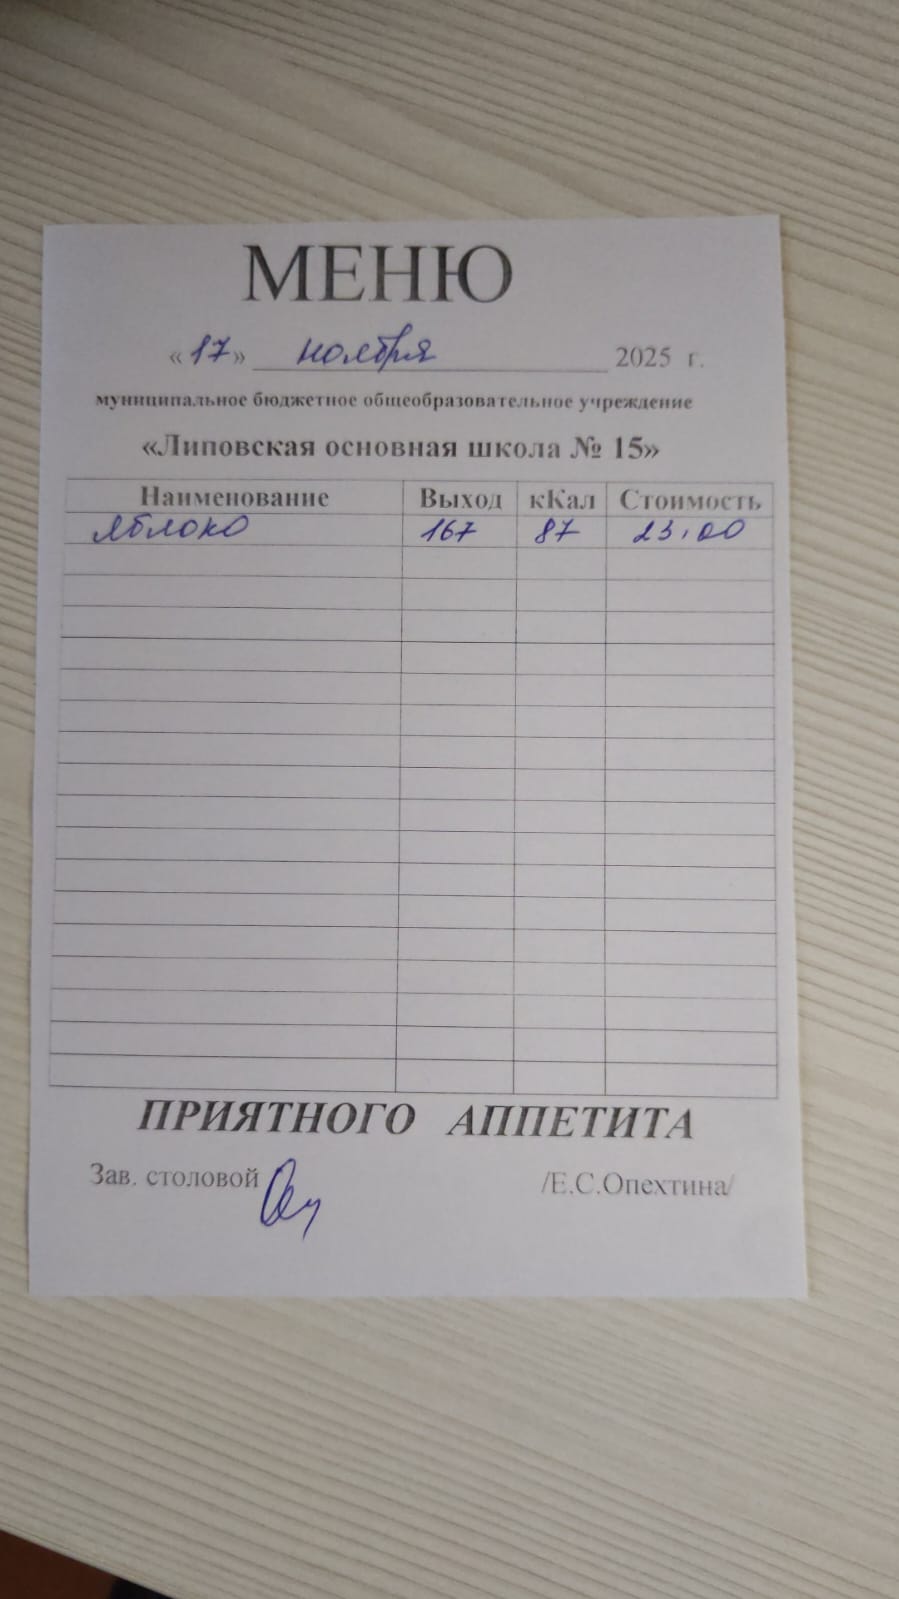 МЕНЮ
«17» ноября 2025 г.
муниципальное бюджетное общеобразовательное учреждение
«Липовская основная школа № 15»
Наименование Выход кКал Стоимость
яблоко 167 87 23,00
ПРИЯТНОГО АППЕТИТА
Зав. столовой /Е.С.Опехтина/